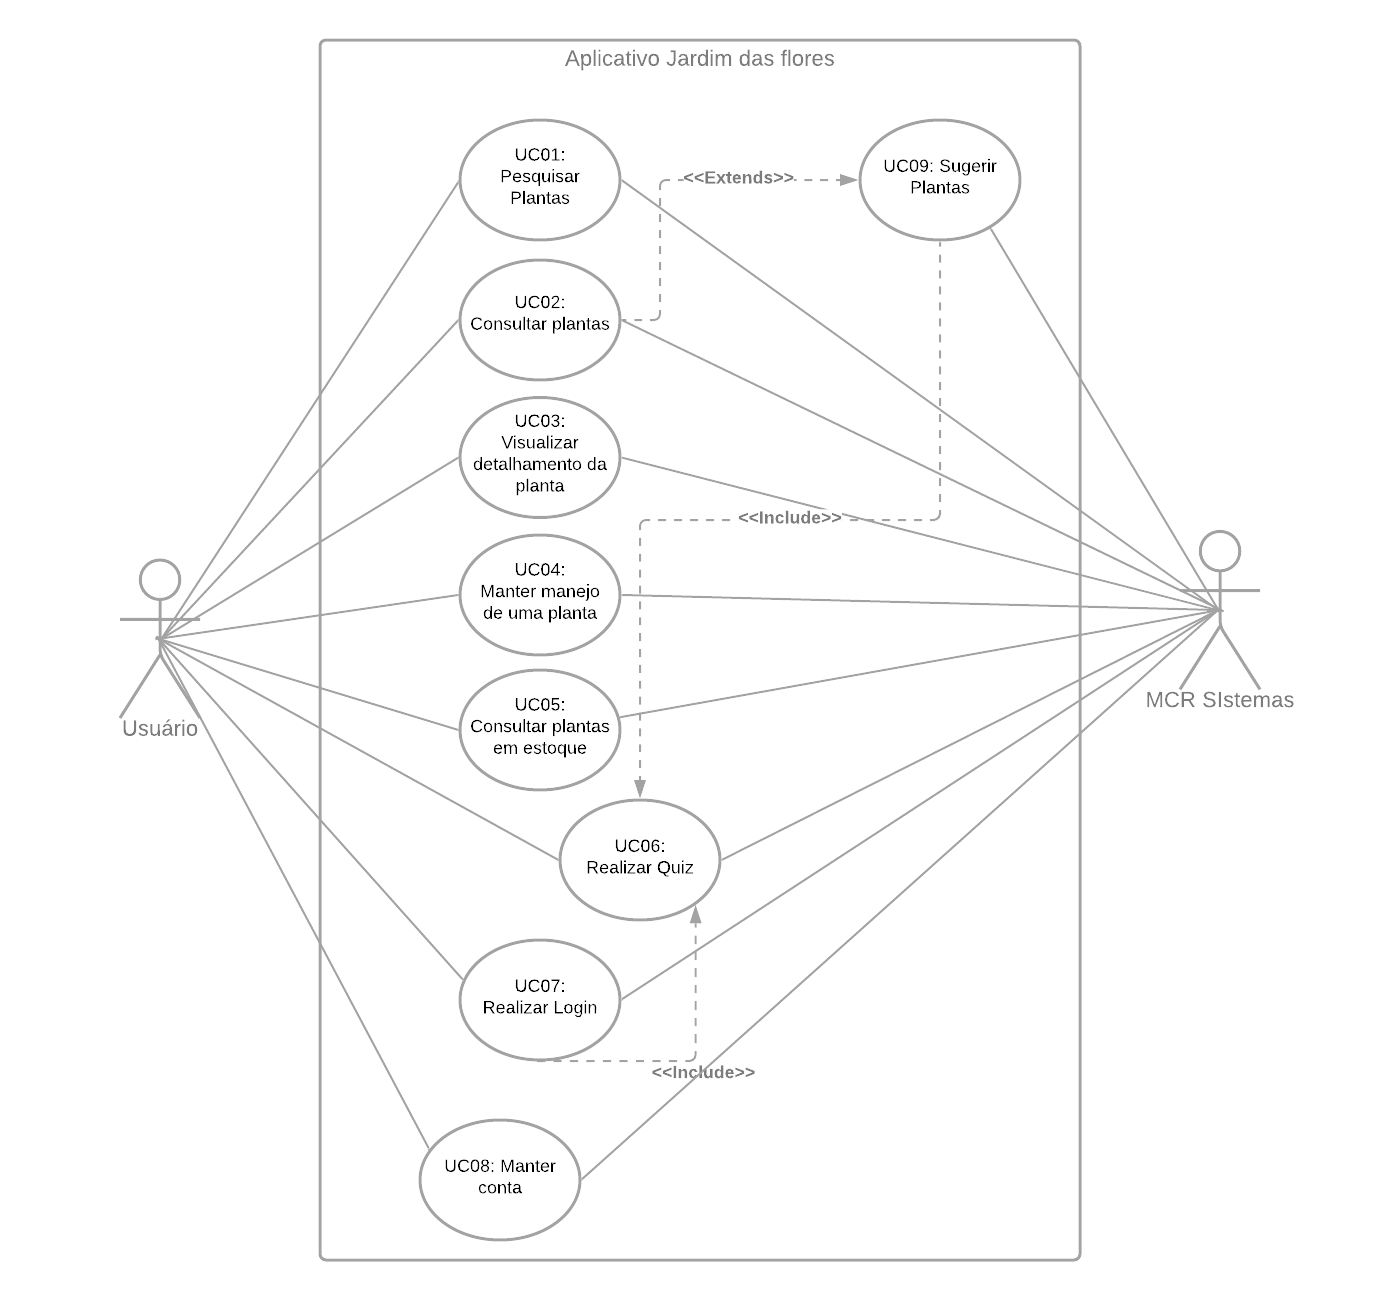 Aplicativo Jardim das flores
UC01:
Pesquisar
Plantas
<<Extends>>
UC09: Sugerir
Plantas
UC02:
Consultar plantas
UC03:
Visualizar
detalhamento da
planta
<<Include>>
UC04:
Manter manejo
de uma planta
UC05:
Consultar plantas
em estoque
Usuário
MCR SIstemas
UC06:
Realizar Quiz
UC07:
Realizar Login
<<Include>>
UC08: Manter
conta